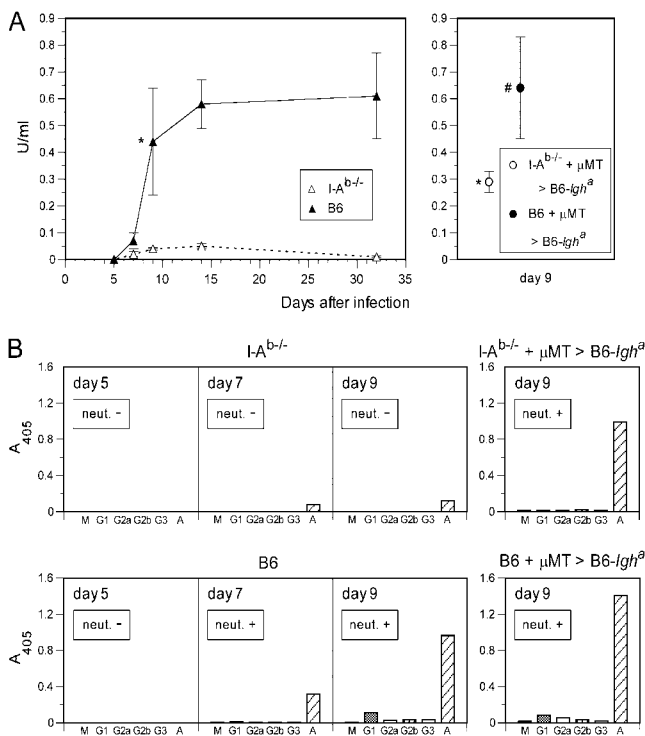 A
U/ml
0.9
0.8
0.7
0.6
0.5
0.4
0.3
0.2
0.1
0
*
△ I-A^b-/-
▲ B6
0 5 10 15 20 25 30 35
Days after infection
0.9
0.8
0.7
0.6
0.5
0.4
0.3
0.2
0.1
0
#
*
○ I-A^b-/- + µMT
> B6-Igh^a
● B6 + µMT
> B6-Igh^a
day 9
B
I-A^b-/-
I-A^b-/- + µMT > B6-Igh^a
A405
1.6
1.2
0.8
0.4
0
day 5
neut. -
M G1 G2a G2b G3 A
day 7
neut. -
M G1 G2a G2b G3 A
day 9
neut. -
M G1 G2a G2b G3 A
1.6
1.2
0.8
0.4
0
day 9
neut. +
M G1 G2a G2b G3 A
B6
B6 + µMT > B6-Igh^a
A405
1.6
1.2
0.8
0.4
0
day 5
neut. -
M G1 G2a G2b G3 A
day 7
neut. +
M G1 G2a G2b G3 A
day 9
neut. +
M G1 G2a G2b G3 A
1.6
1.2
0.8
0.4
0
day 9
neut. +
M G1 G2a G2b G3 A